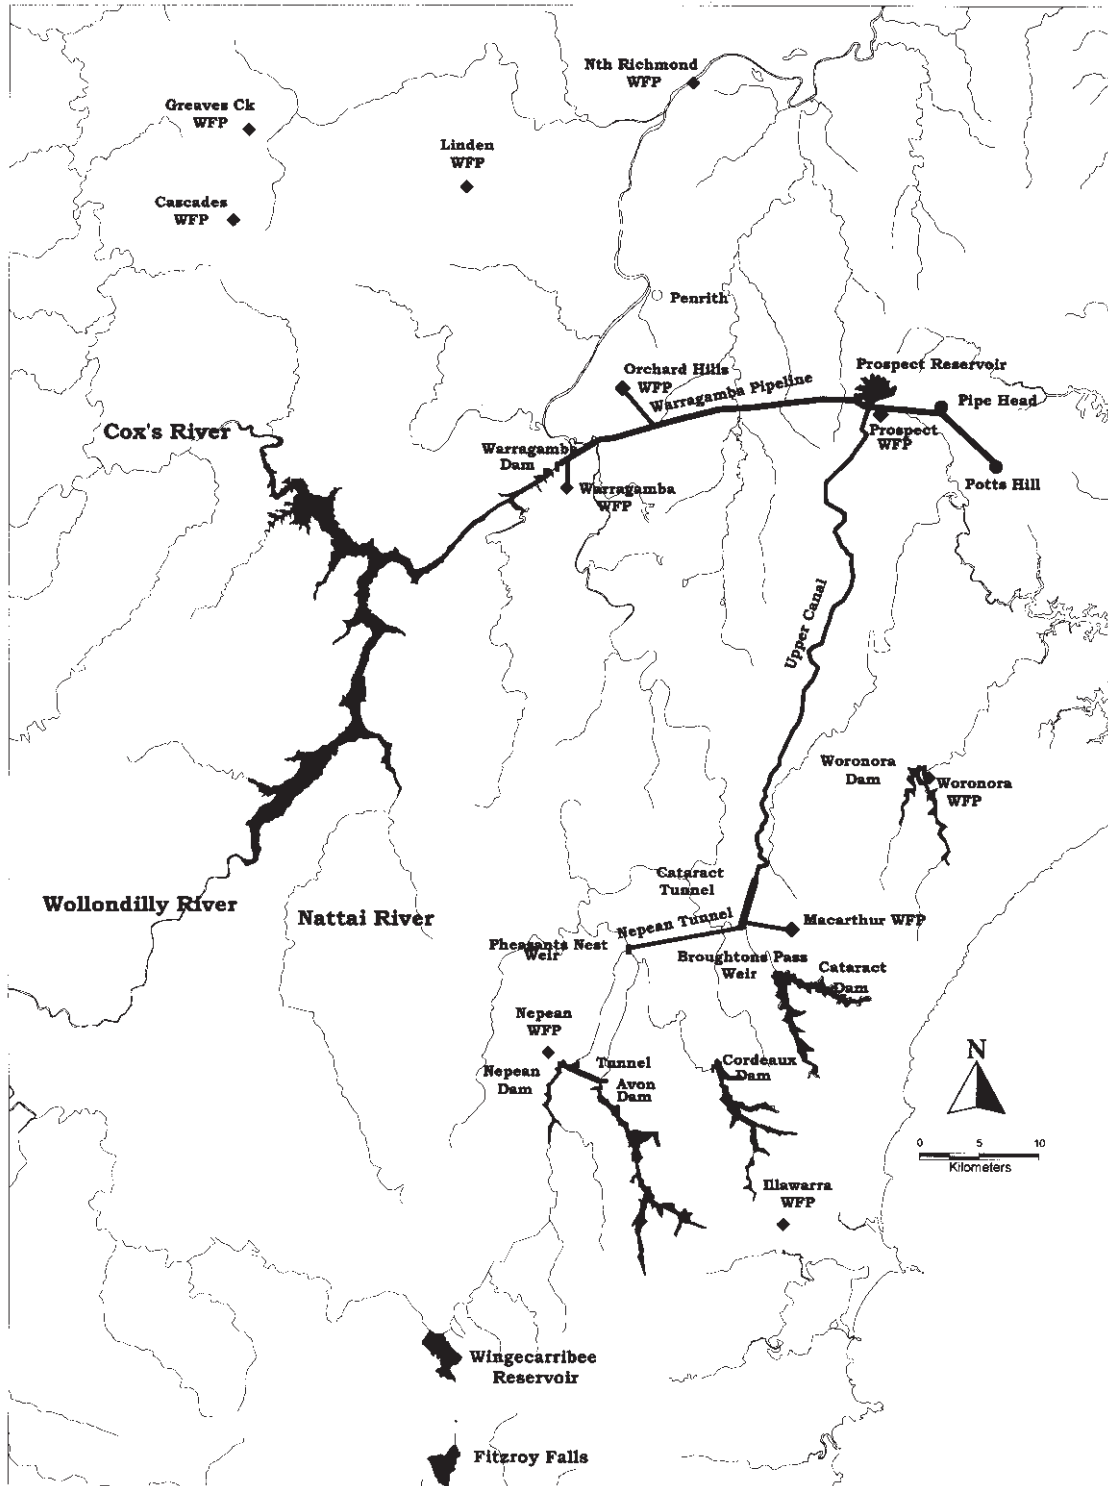 Nth Richmond
WFP
Greaves Ck
WFP
Linden
WFP
Cascades
WFP
Penrith
Orchard Hills
WFP
Warragamba Pipeline
Prospect Reservoir
Pipe Head
Prospect
WFP
Cox's River
Warragamba
Dam
Warragamba
WFP
Potts Hill
Upper Canal
Woronora
Dam
Woronora
WFP
Cataract
Tunnel
Wollondilly River
Nattai River
Nepean Tunnel
Macarthur WFP
Pheasants Nest
Weir
Broughtons Pass
Weir
Cataract
Dam
Nepean
WFP
Tunnel
Nepean
Dam
Avon
Dam
Cordeaux
Dam
N
0 5 10
Kilometers
Illawarra
WFP
Wingecarribee
Reservoir
Fitzroy Falls